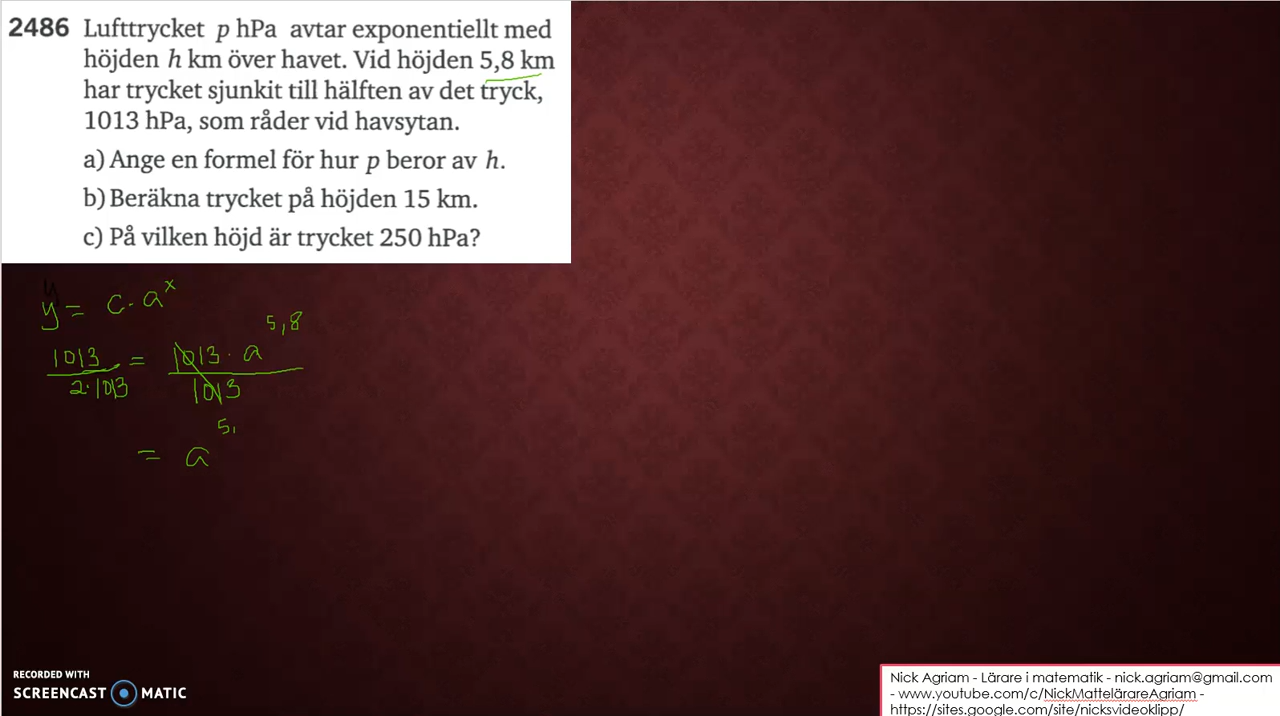 2486 Lufttrycket p hPa avtar exponentiellt med
höjden h km över havet. Vid höjden 5,8 km
har trycket sjunkit till hälften av det tryck,
1013 hPa, som råder vid havsytan.
a) Ange en formel för hur p beror av h.
b) Beräkna trycket på höjden 15 km.
c) På vilken höjd är trycket 250 hPa?
y = c · a^x
1013 / 2·1013 = 1013 · a^5,8 / 1013
= a^5,
RECORDED WITH
SCREENCAST MATIC
Nick Agriam - Lärare i matematik - nick.agriam@gmail.com
- www.youtube.com/c/NickMattelärareAgriam -
https://sites.google.com/site/nicksvideoklipp/